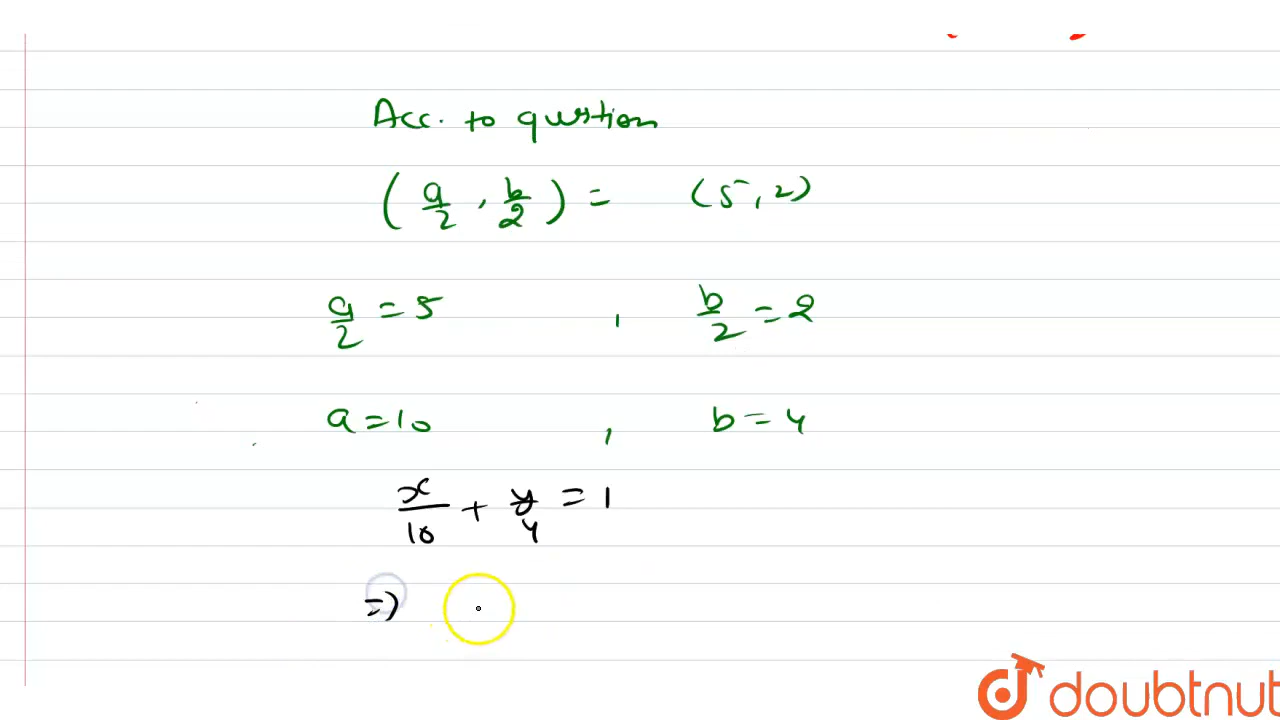 Acc. to question
(a/2, b/2) = (5, 2)
a/2 = 5 , b/2 = 2
a = 10 , b = 4
x/10 + y/4 = 1
=)
doubtnut